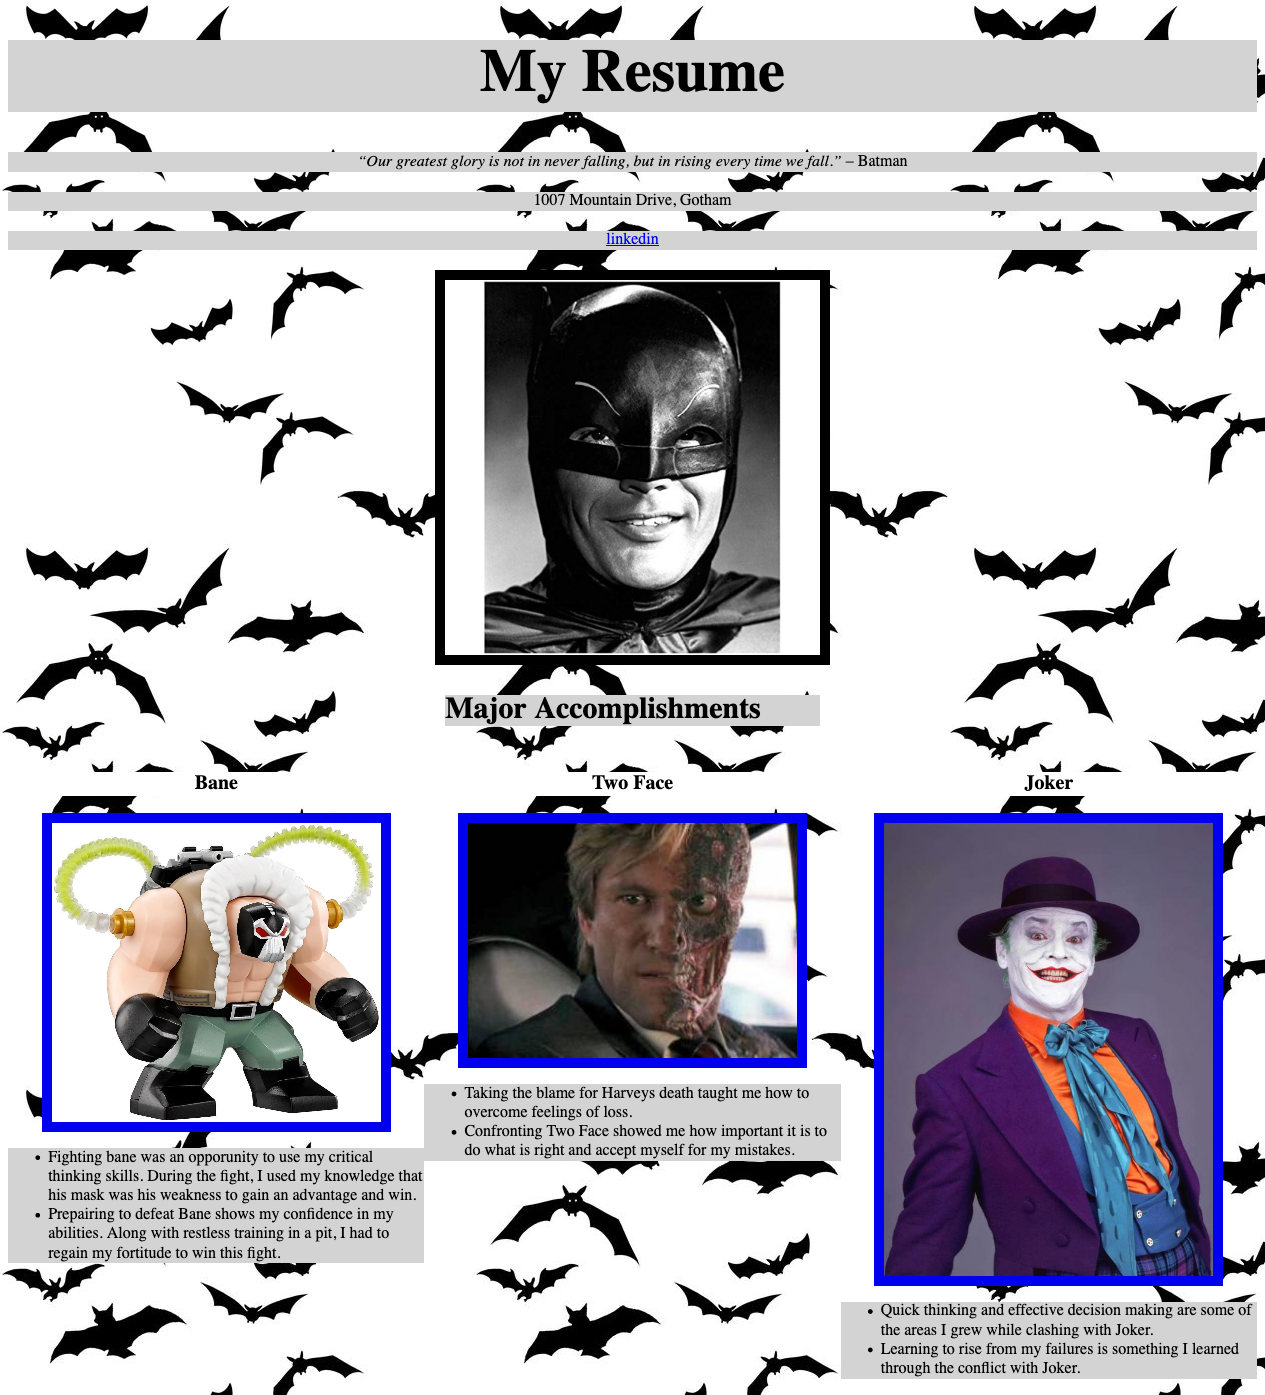 My Resume
“Our greatest glory is not in never falling, but in rising every time we fall.” – Batman
1007 Mountain Drive, Gotham
linkedin
Major Accomplishments
Bane
Two Face
Joker
• Fighting bane was an opporunity to use my critical
thinking skills. During the fight, I used my knowledge that
his mask was his weakness to gain an advantage and win.
• Prepairing to defeat Bane shows my confidence in my
abilities. Along with restless training in a pit, I had to
regain my fortitude to win this fight.
• Taking the blame for Harveys death taught me how to
overcome feelings of loss.
• Confronting Two Face showed me how important it is to
do what is right and accept myself for my mistakes.
• Quick thinking and effective decision making are some of
the areas I grew while clashing with Joker.
• Learning to rise from my failures is something I learned
through the conflict with Joker.